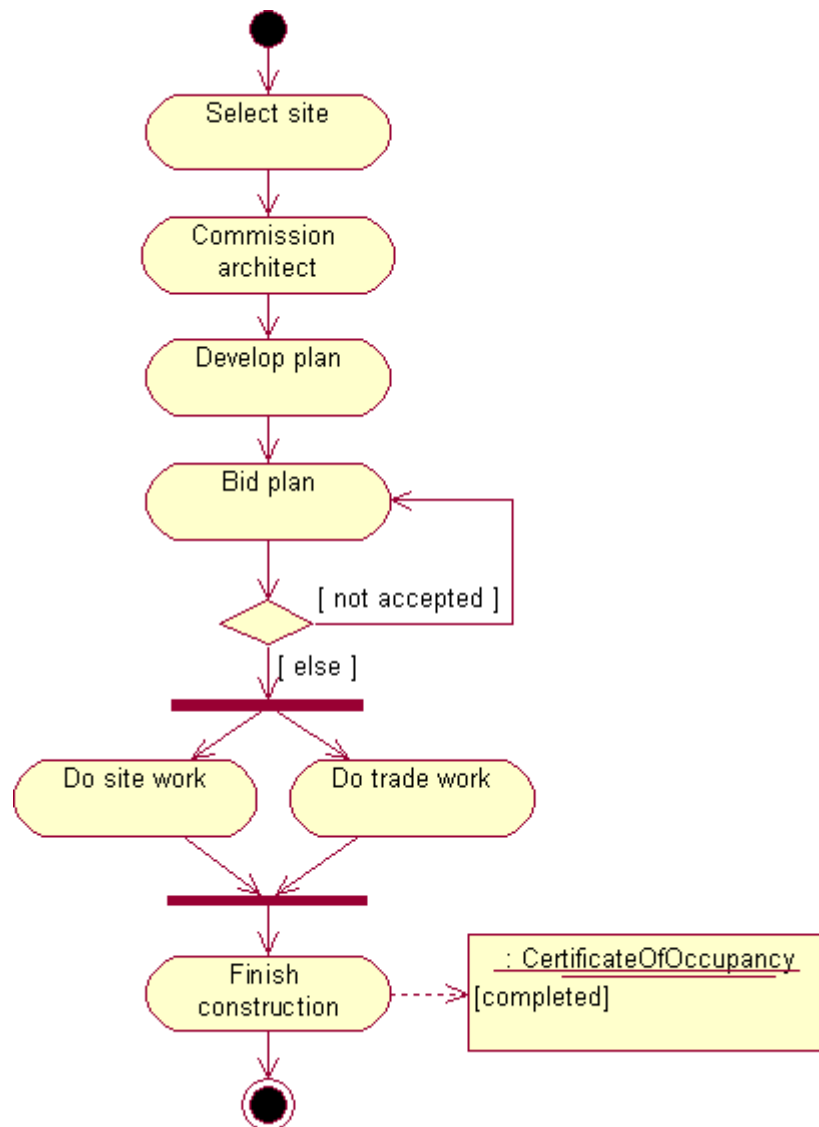 Select site
Commission
architect
Develop plan
Bid plan
[ not accepted ]
[ else ]
Do site work
Do trade work
Finish
construction
: CertificateOfOccupancy
[completed]